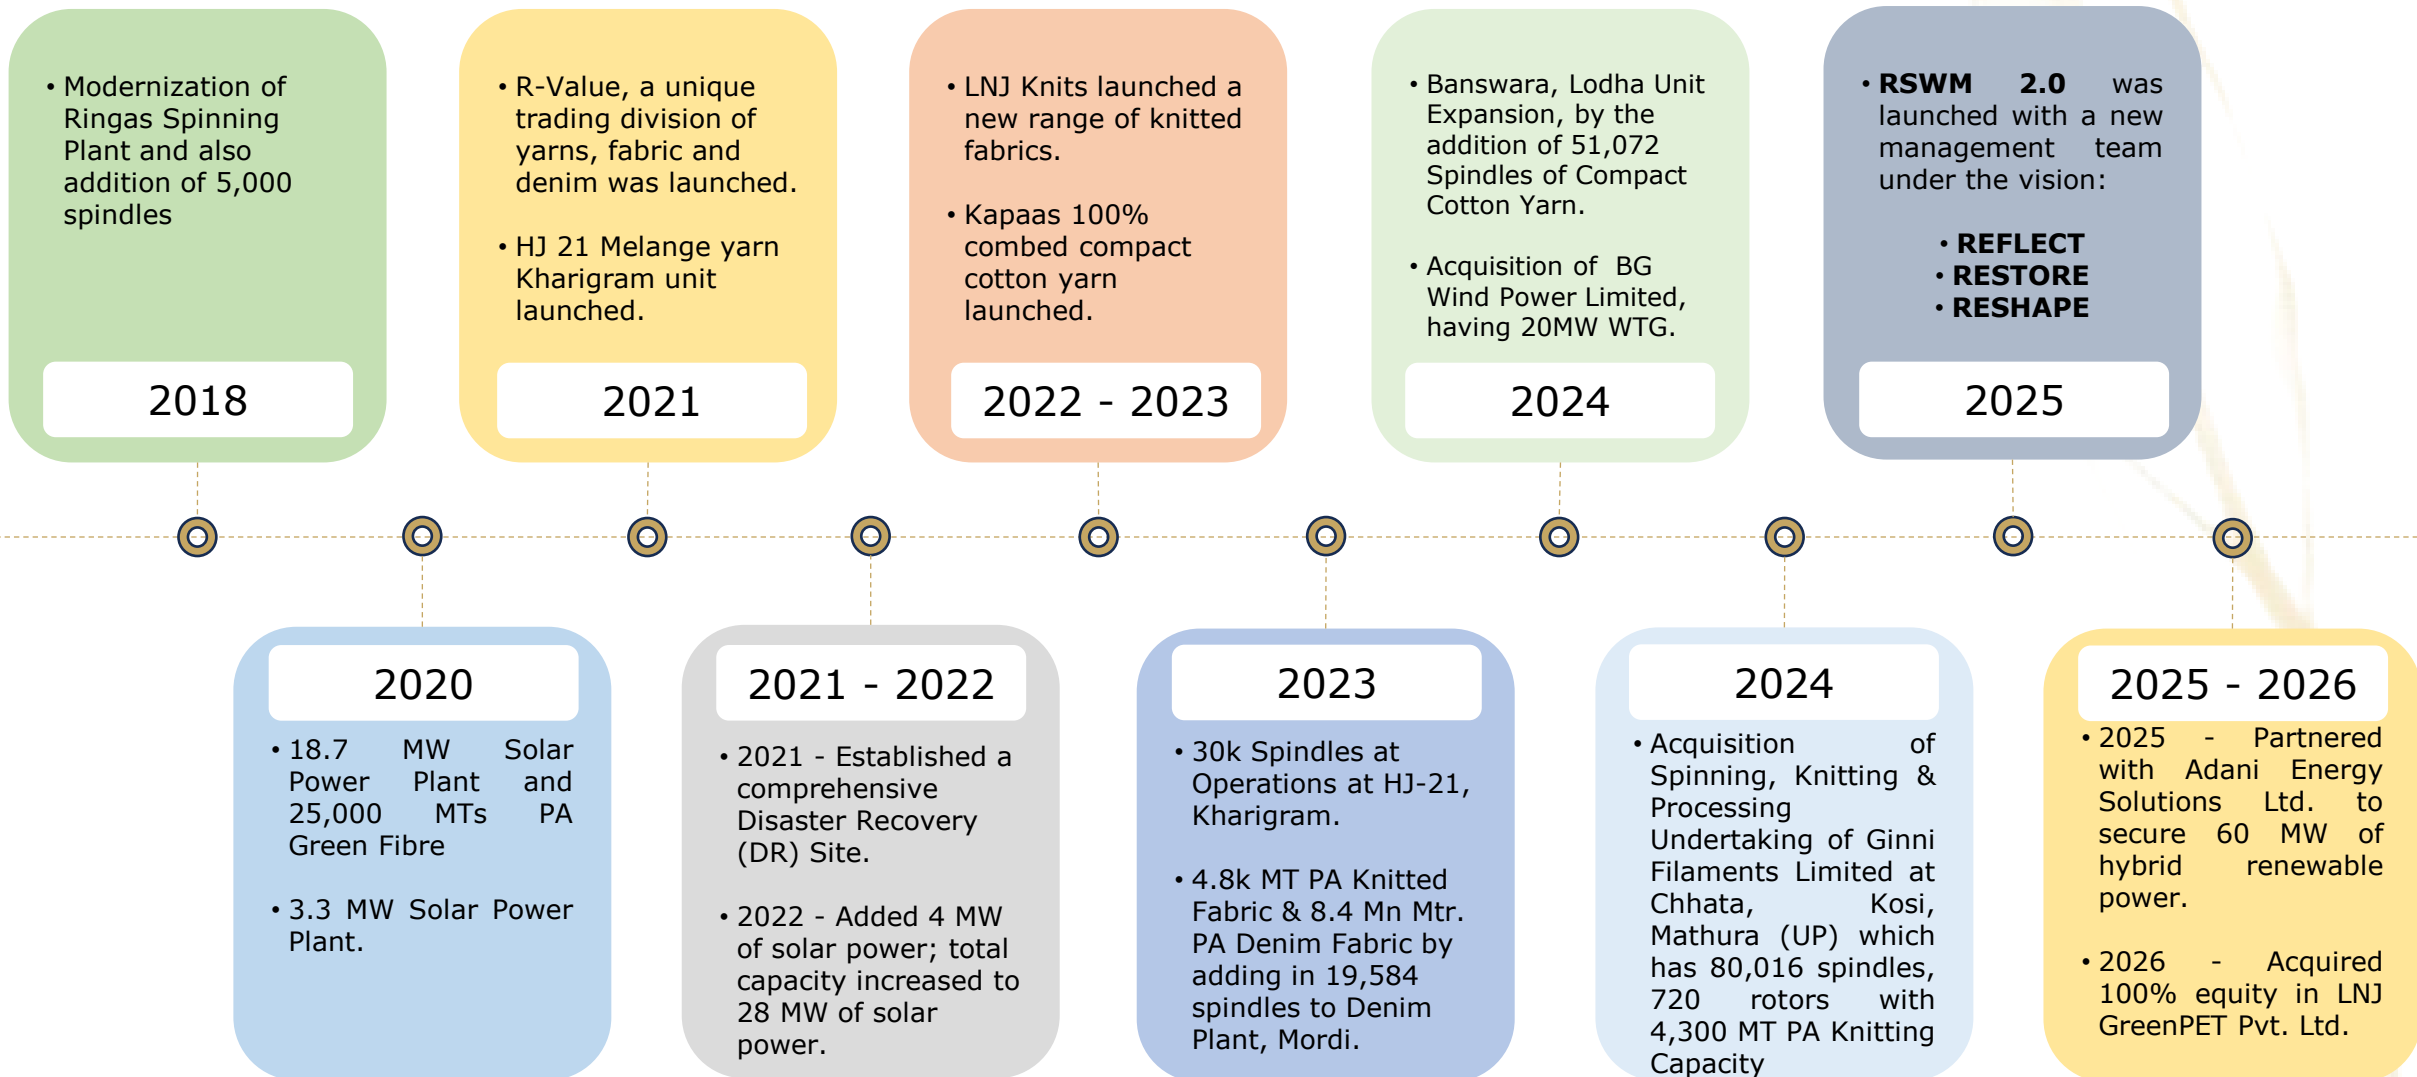 • Modernization of
Ringas Spinning
Plant and also
addition of 5,000
spindles
2018
• R-Value, a unique
trading division of
yarns, fabric and
denim was launched.
• HJ 21 Melange yarn
Kharigram unit
launched.
2021
• LNJ Knits launched a
new range of knitted
fabrics.
• Kapaas 100%
combed compact
cotton yarn
launched.
2022 - 2023
• Banswara, Lodha Unit
Expansion, by the
addition of 51,072
Spindles of Compact
Cotton Yarn.
• Acquisition of BG
Wind Power Limited,
having 20MW WTG.
2024
• RSWM 2.0 was
launched with a new
management team
under the vision:
• REFLECT
• RESTORE
• RESHAPE
2025
2020
• 18.7 MW Solar
Power Plant and
25,000 MTs PA
Green Fibre
• 3.3 MW Solar Power
Plant.
2021 - 2022
• 2021 - Established a
comprehensive
Disaster Recovery
(DR) Site.
• 2022 - Added 4 MW
of solar power; total
capacity increased to
28 MW of solar
power.
2023
• 30k Spindles at
Operations at HJ-21,
Kharigram.
• 4.8k MT PA Knitted
Fabric & 8.4 Mn Mtr.
PA Denim Fabric by
adding in 19,584
spindles to Denim
Plant, Mordi.
2024
• Acquisition of
Spinning, Knitting &
Processing
Undertaking of Ginni
Filaments Limited at
Chhata, Kosi,
Mathura (UP) which
has 80,016 spindles,
720 rotors with
4,300 MT PA Knitting
Capacity
2025 - 2026
• 2025 - Partnered
with Adani Energy
Solutions Ltd. to
secure 60 MW of
hybrid renewable
power.
• 2026 - Acquired
100% equity in LNJ
GreenPET Pvt. Ltd.